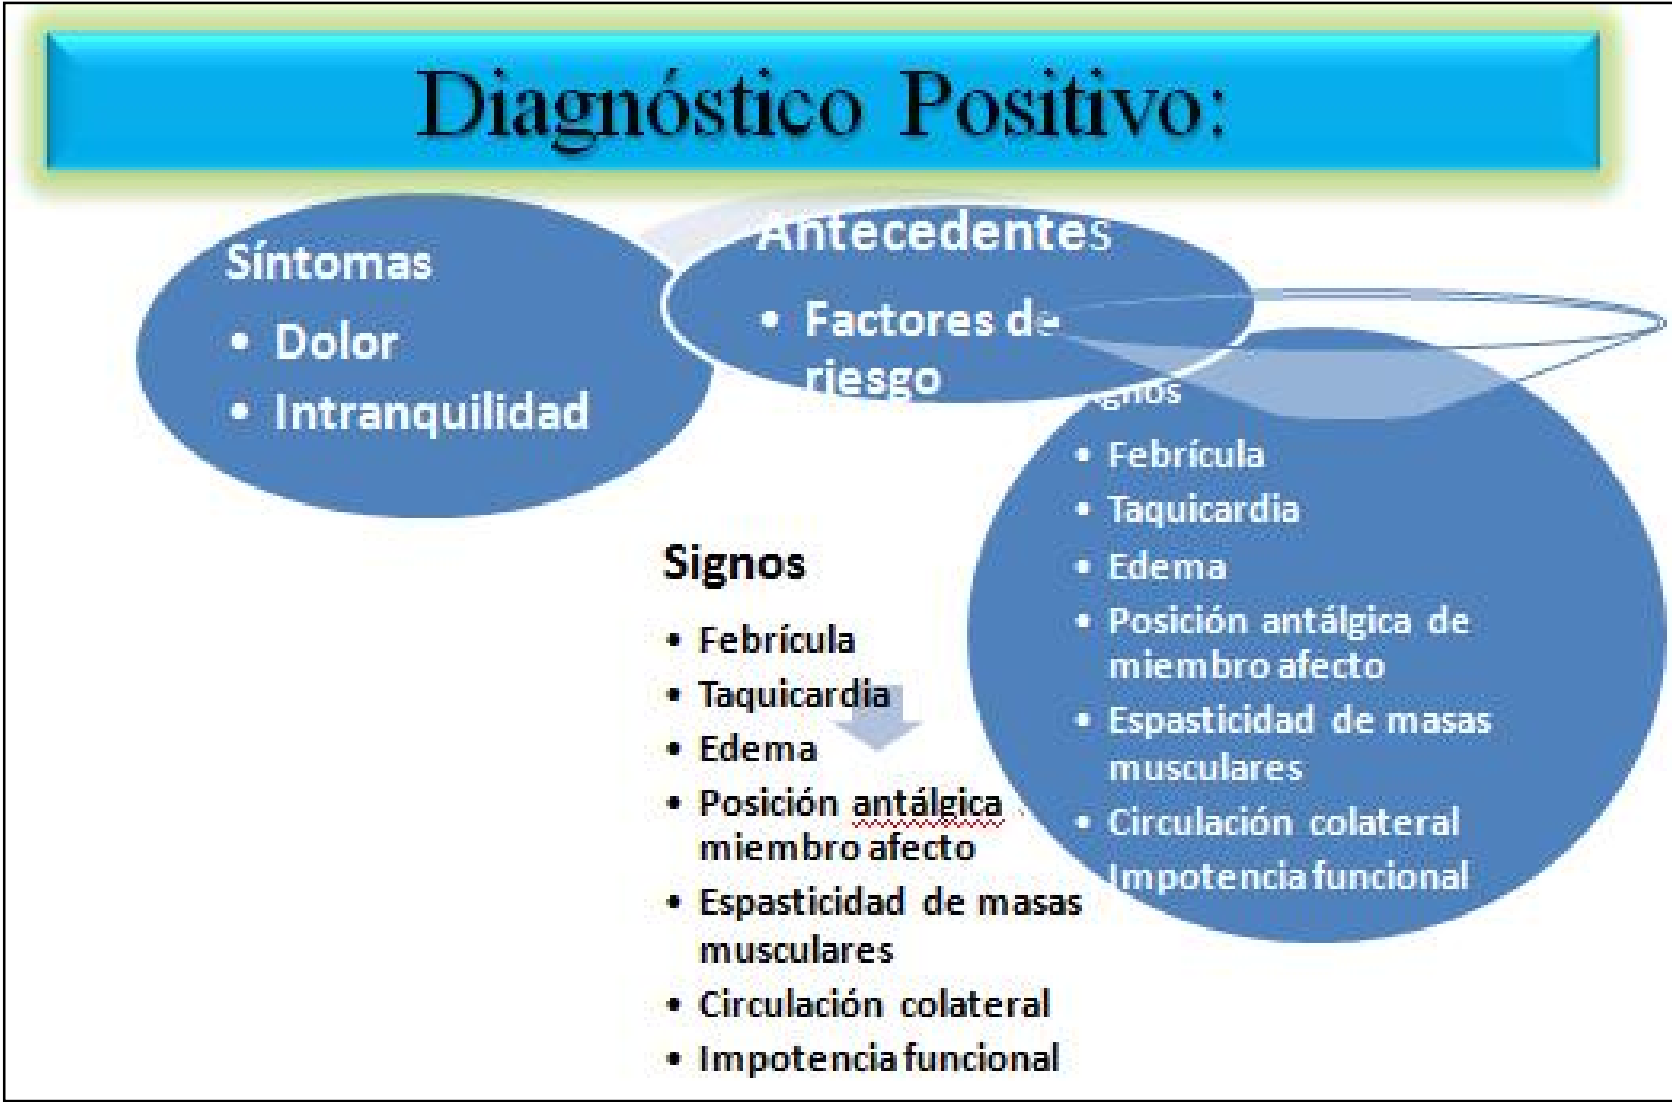 Diagnóstico Positivo:
Síntomas
• Dolor
• Intranquilidad
Antecedentes
• Factores de
riesgo
• Febrícula
• Taquicardia
• Edema
• Posición antálgica de
miembro afecto
• Espasticidad de masas
musculares
• Circulación colateral
Impotencia funcional
Signos
• Febrícula
• Taquicardia
• Edema
• Posición antálgica
miembro afecto
• Espasticidad de masas
musculares
• Circulación colateral
• Impotencia funcional